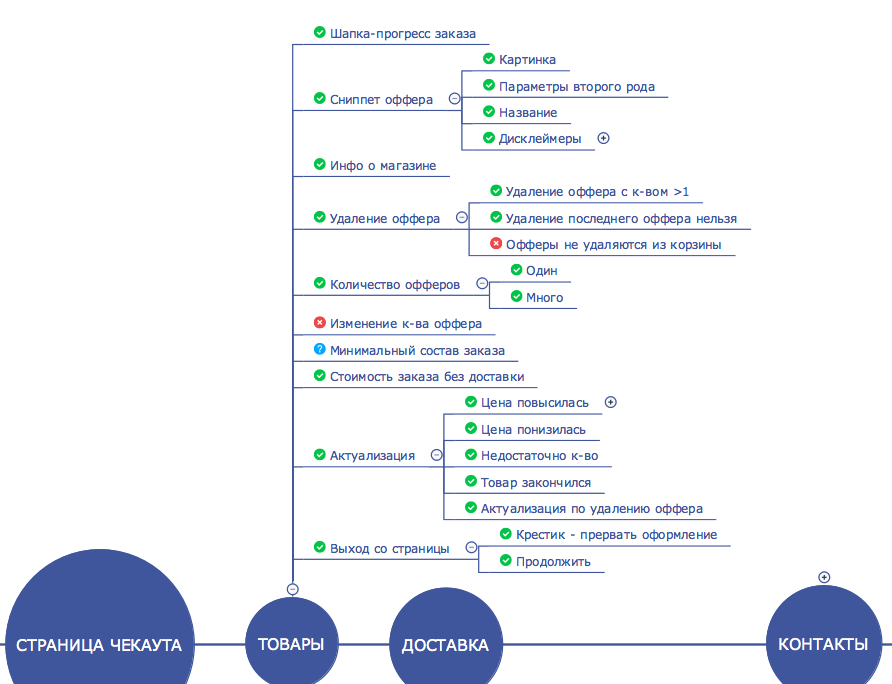 Шапка-прогресс заказа
Сниппет оффера
Картинка
Параметры второго рода
Название
Дисклеймеры
Инфо о магазине
Удаление оффера
Удаление оффера с к-вом >1
Удаление последнего оффера нельзя
Офферы не удаляются из корзины
Количество офферов
Один
Много
Изменение к-ва оффера
Минимальный состав заказа
Стоимость заказа без доставки
Актуализация
Цена повысилась
Цена понизилась
Недостаточно к-во
Товар закончился
Актуализация по удалению оффера
Выход со страницы
Крестик - прервать оформление
Продолжить
СТРАНИЦА ЧЕКАУТА
ТОВАРЫ
ДОСТАВКА
КОНТАКТЫ